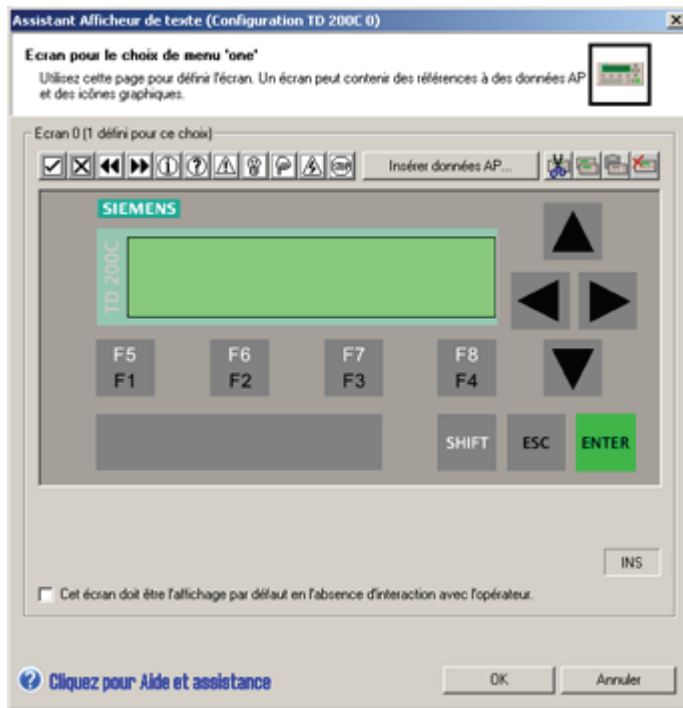 Assistant Afficheur de texte (Configuration TD 200C 0)
Ecran pour le choix de menu 'one'
Utilisez cette page pour définir l'écran. Un écran peut contenir des références à des données AP
et des icônes graphiques.
Ecran 0 (1 défini pour ce choix)
STOP
Insérer données AP...
SIEMENS
TD 200C
F5 F6 F7 F8
F1 F2 F3 F4
SHIFT ESC ENTER
INS
Cet écran doit être l'affichage par défaut en l'absence d'interaction avec l'opérateur.
Cliquez pour Aide et assistance
OK Annuler